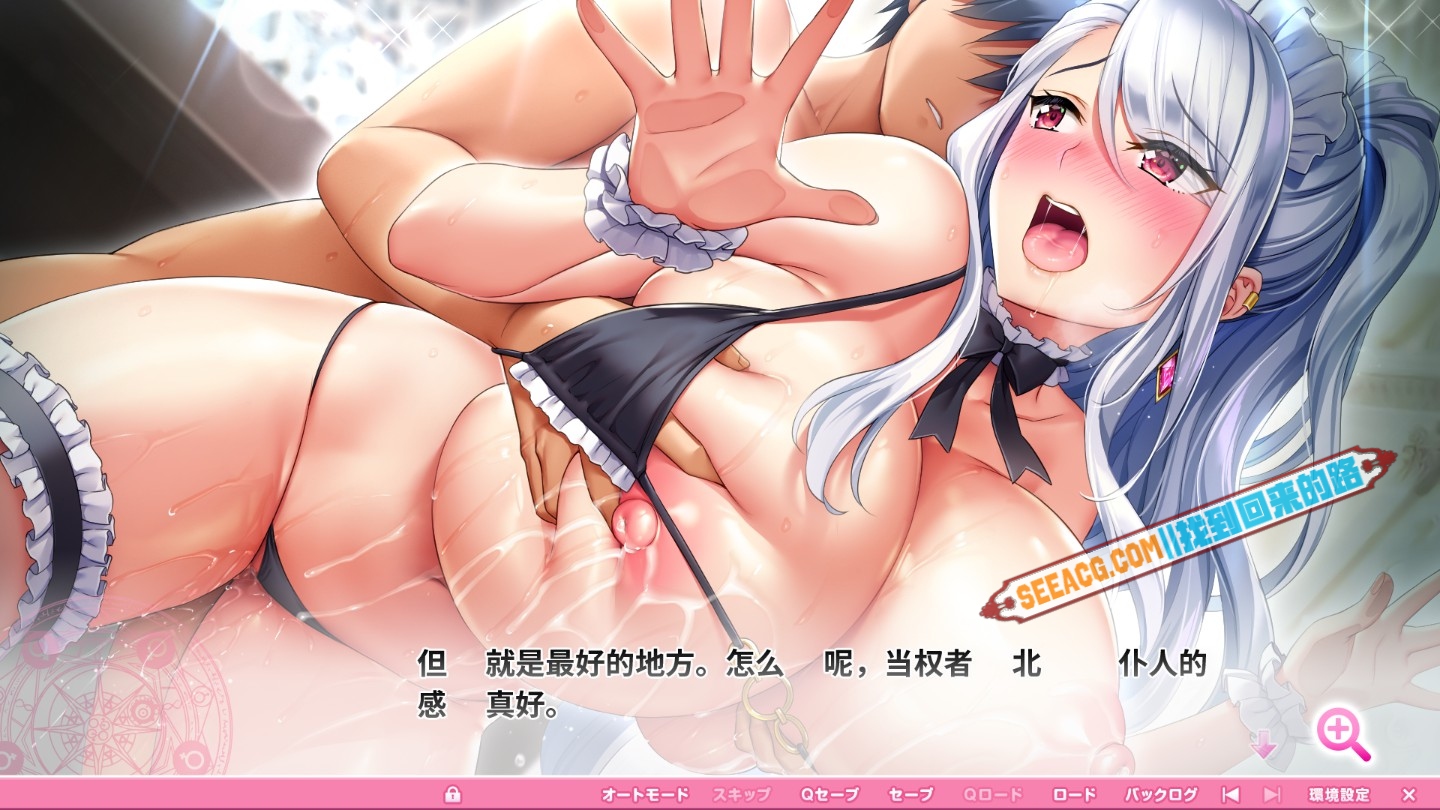 SEEACG.COM||找到回来的路
但 就是最好的地方。怎么 呢，当权者 北 仆人的
感 真好。
オートモード スキップ Qセーブ セーブ Qロード ロード バックログ 環境設定